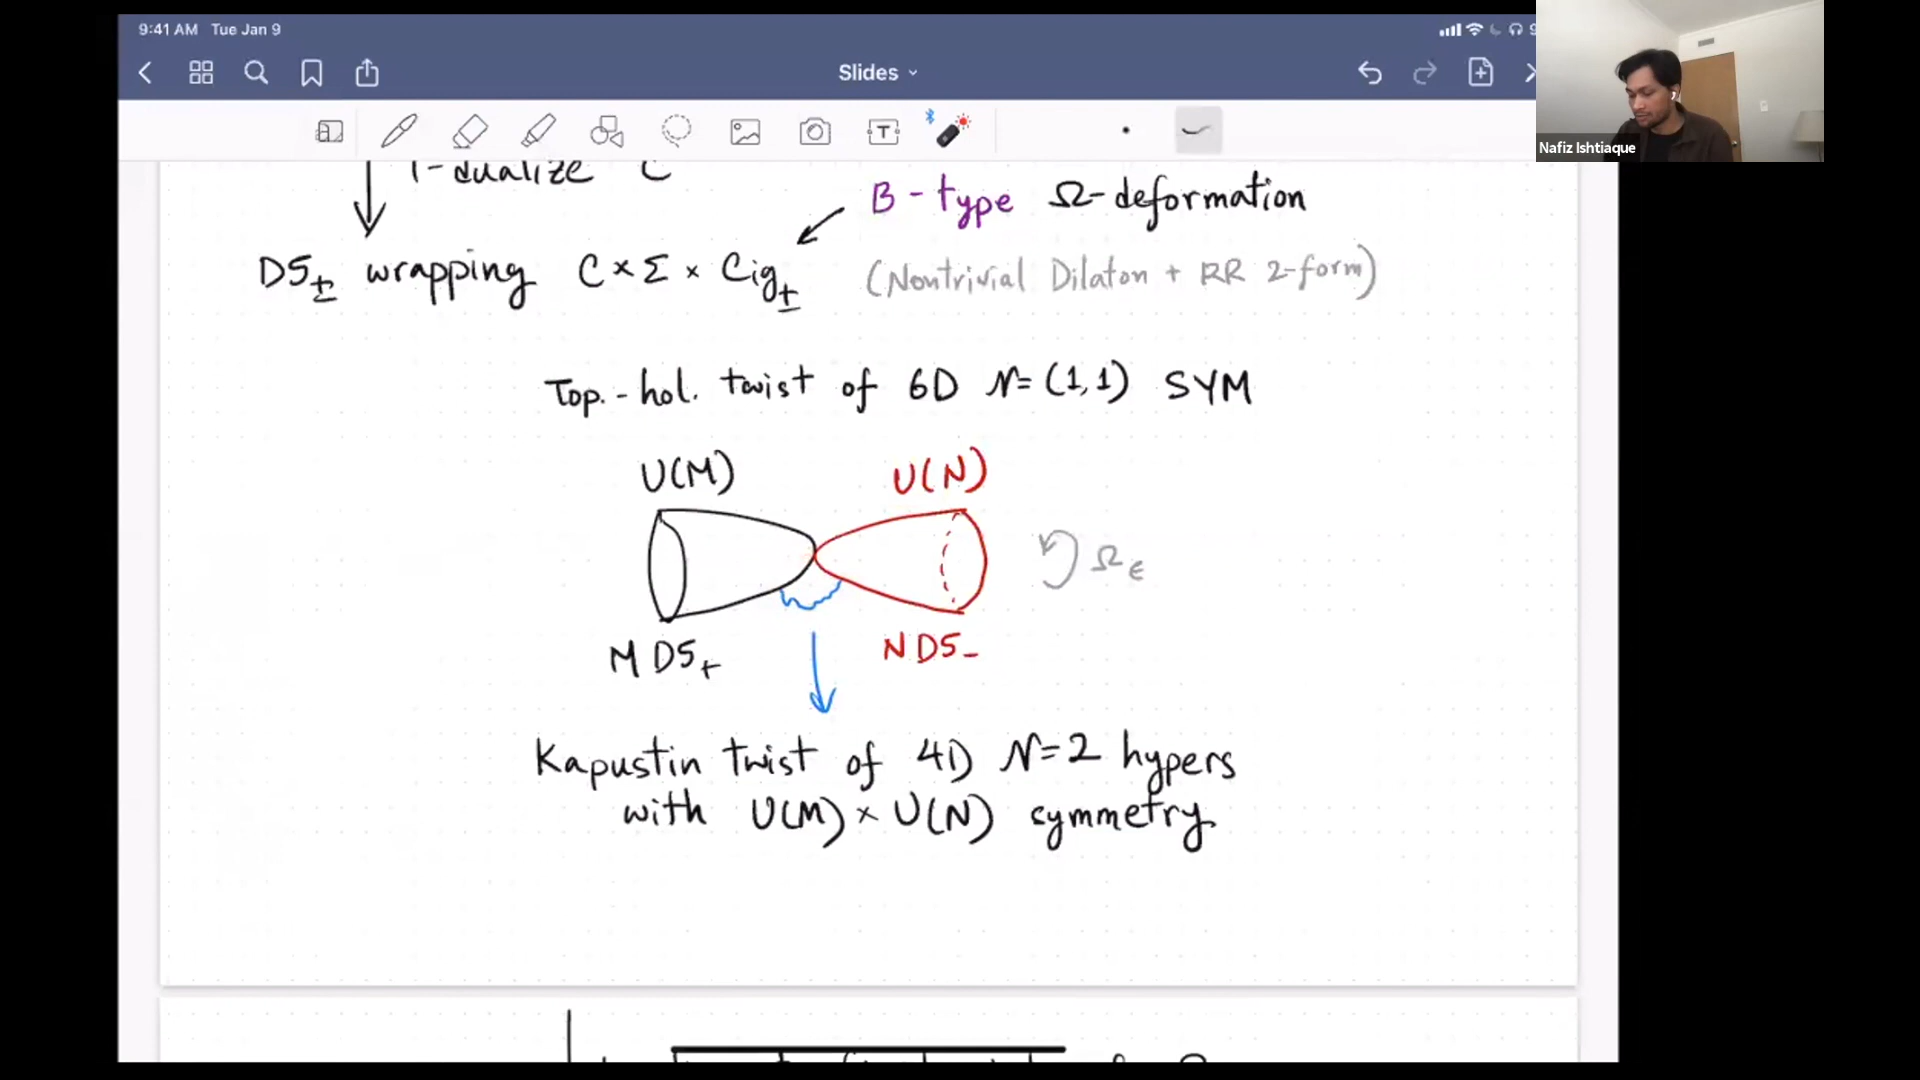 9:41 AM Tue Jan 9
Slides
Nafiz Ishtiaque
T-dualize C
B-type Ω-deformation
D5± wrapping C × Σ × Cig±
(Nontrivial Dilaton + RR 2-form)
Top.-hol. twist of 6D N=(1,1) SYM
U(M) U(N)
Ωε
M D5+ N D5-
Kapustin twist of 4D N=2 hypers
with U(M) × U(N) symmetry